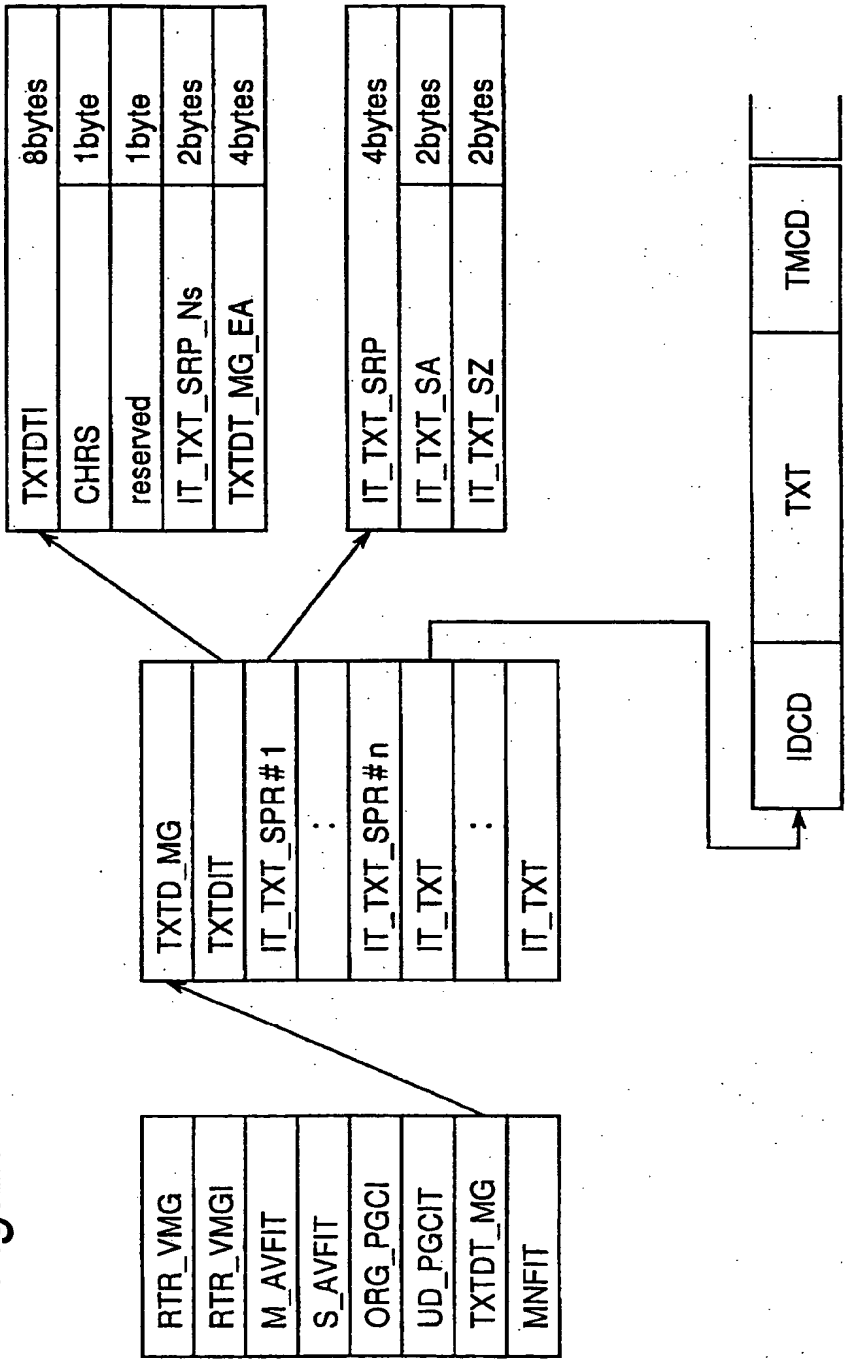 RTR_VMG
RTR_VMGI
M_AVFIT
S_AVFIT
ORG_PGCI
UD_PGCIT
TXTDT_MG
MNFIT
TXTD_MG
TXTDIT
IT_TXT_SPR#1
:
IT_TXT_SPR#n
IT_TXT
:
IT_TXT
TXTDTI 8bytes
CHRS 1byte
reserved 1byte
IT_TXT_SRP_Ns 2bytes
TXTDT_MG_EA 4bytes
IT_TXT_SRP 4bytes
IT_TXT_SA 2bytes
IT_TXT_SZ 2bytes
IDCD TXT TMCD